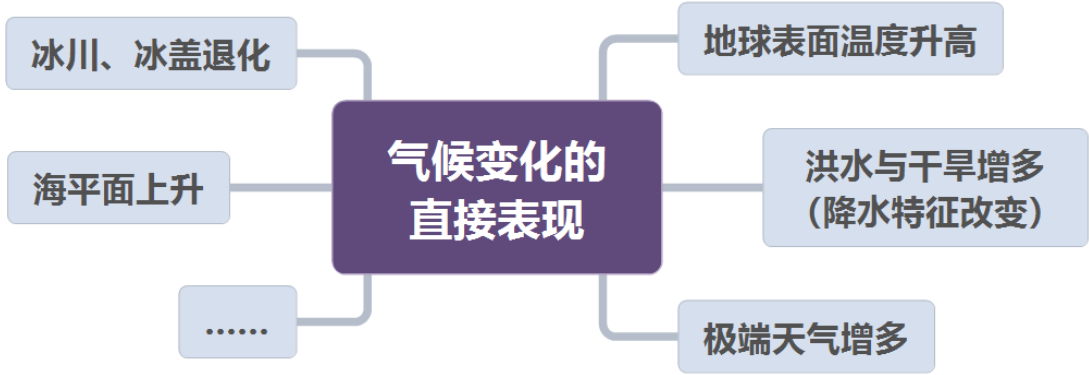 冰川、冰盖退化
地球表面温度升高
气候变化的
直接表现
海平面上升
洪水与干旱增多
（降水特征改变）
……
极端天气增多